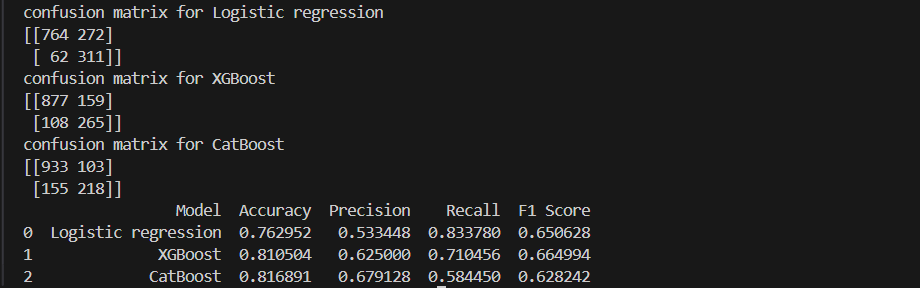 confusion matrix for Logistic regression
[[764 272]
[ 62 311]]
confusion matrix for XGBoost
[[877 159]
[108 265]]
confusion matrix for CatBoost
[[933 103]
[155 218]]
Model Accuracy Precision Recall F1 Score
0 Logistic regression 0.762952 0.533448 0.833780 0.650628
1 XGBoost 0.810504 0.625000 0.710456 0.664994
2 CatBoost 0.816891 0.679128 0.584450 0.628242